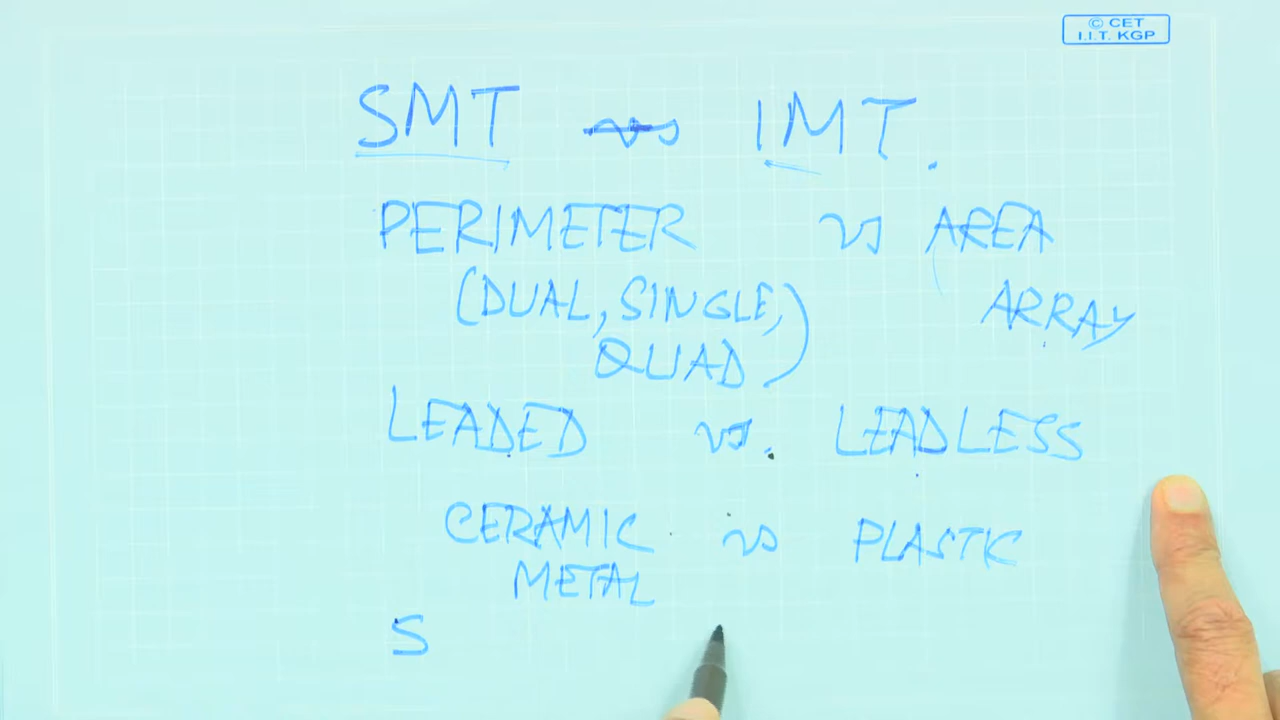 © CET
I.I.T. KGP
SMT vs IMT.
PERIMETER vs AREA
(DUAL, SINGLE, ARRAY
QUAD)
LEADED vs. LEADLESS
CERAMIC vs PLASTIC
METAL
S